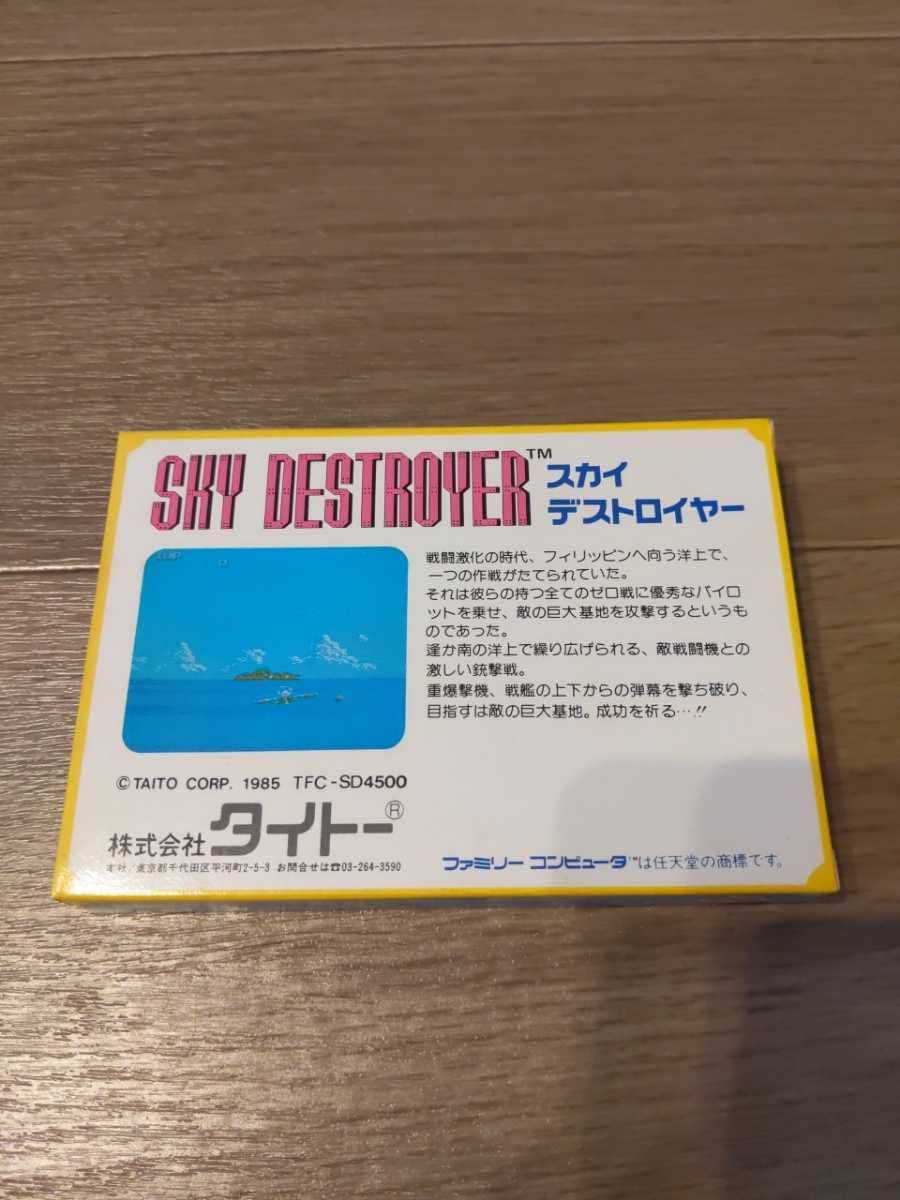 SKY DESTROYER™
スカイ
デストロイヤー
戦闘激化の時代、フィリッピンへ向う洋上で、
一つの作戦がたてられていた。
それは彼らの持つ全てのゼロ戦に優秀なパイロ
ットを乗せ、敵の巨大基地を攻撃するというも
のであった。
遥か南の洋上で繰り広げられる、敵戦闘機との
激しい銃撃戦。
重爆撃機、戦艦の上下からの弾幕を撃ち破り、
目指すは敵の巨大基地。成功を祈る…!!
©TAITO CORP. 1985 TFC-SD4500
株式会社 タイトー®
本社:東京都千代田区平河町2-5-3 お問合せは☎03-264-3590
ファミリー コンピュータ™は任天堂の商標です。